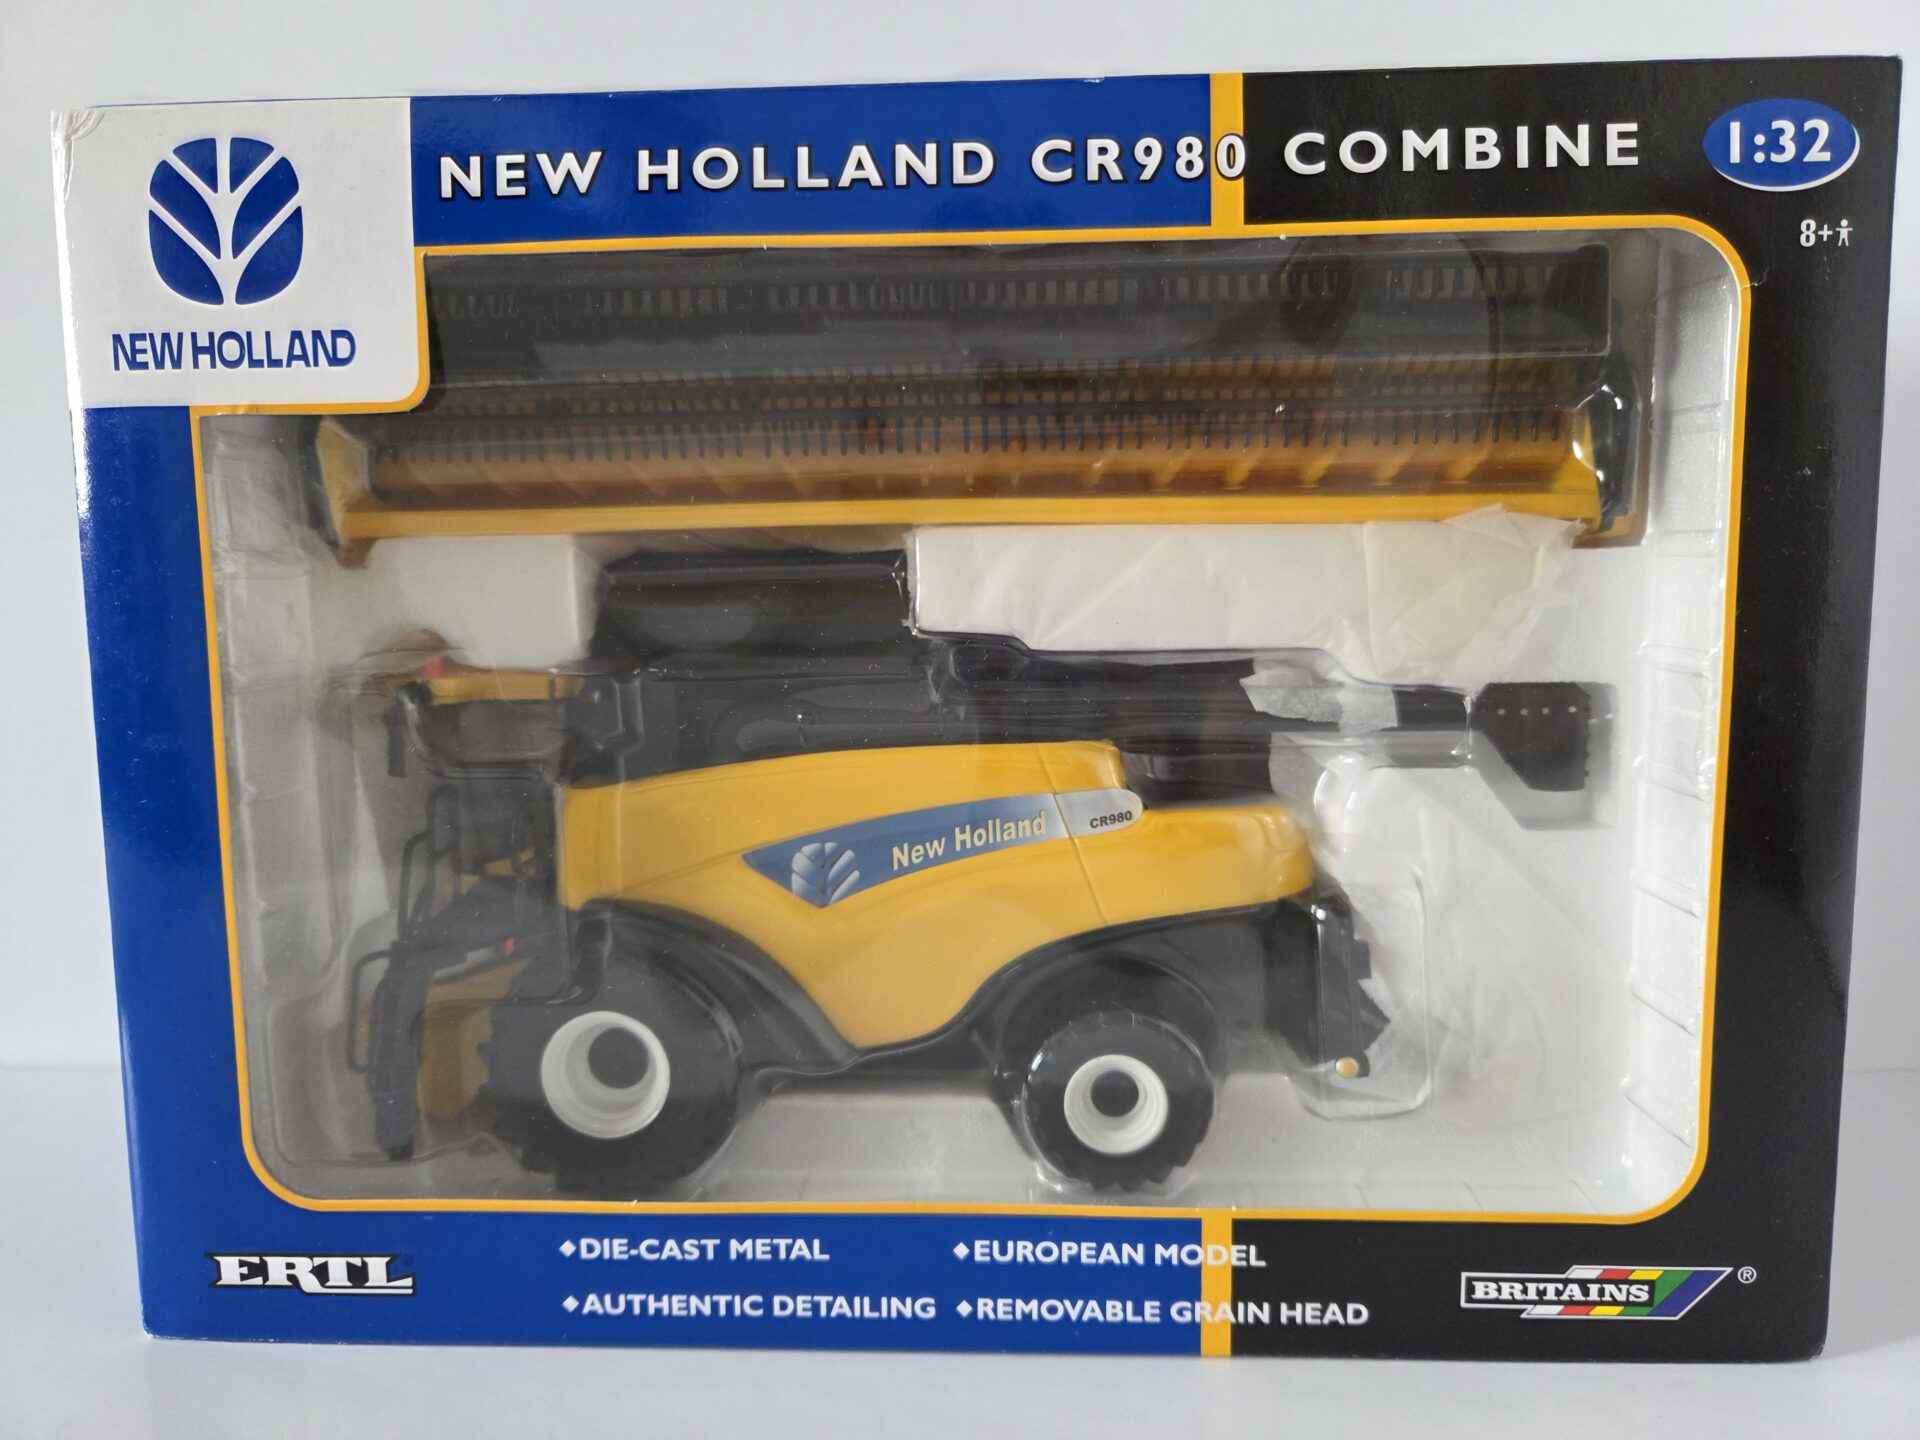 NEW HOLLAND CR980 COMBINE
1:32
8+
NEW HOLLAND
New Holland
CR980
ERTL
◆DIE-CAST METAL
◆EUROPEAN MODEL
◆AUTHENTIC DETAILING
◆REMOVABLE GRAIN HEAD
BRITAINS ®